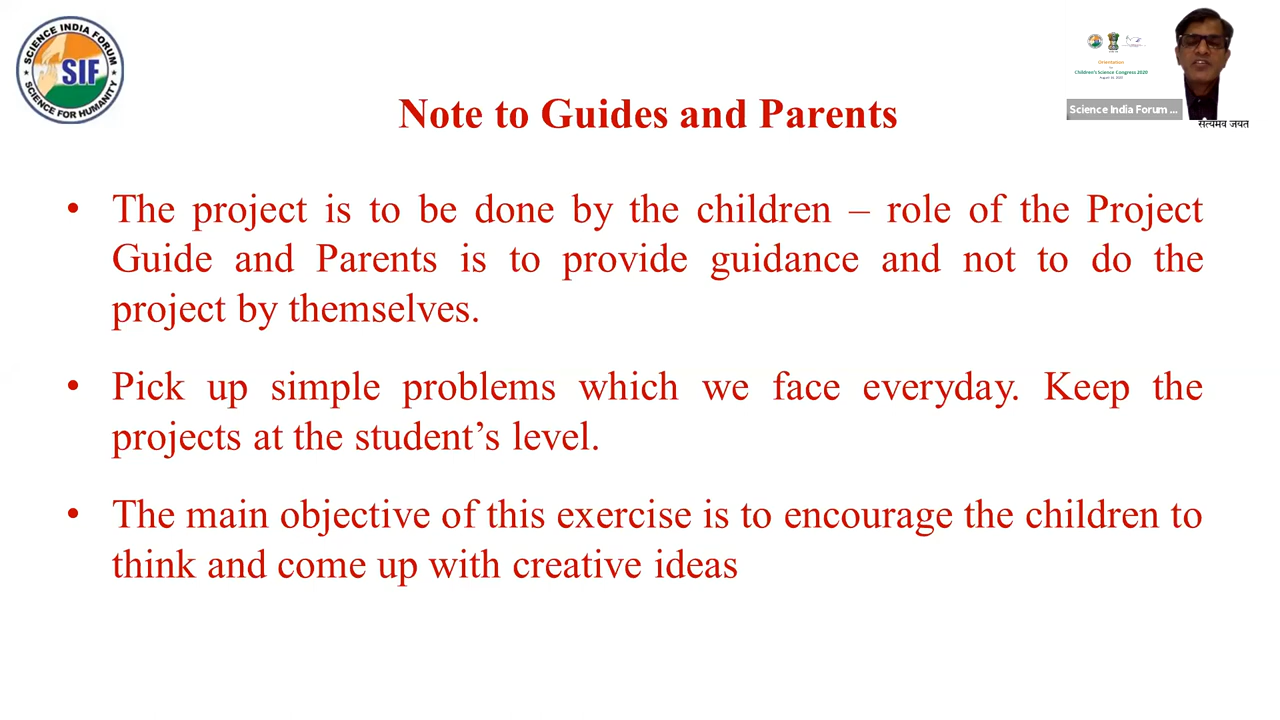 SCIENCE INDIA FORUM
SIF
SCIENCE FOR HUMANITY
Orientation
Children's Science Congress 2020
Science India Forum ...
सत्यमेव जयते
Note to Guides and Parents
• The project is to be done by the children – role of the Project
Guide and Parents is to provide guidance and not to do the
project by themselves.
• Pick up simple problems which we face everyday. Keep the
projects at the student’s level.
• The main objective of this exercise is to encourage the children to
think and come up with creative ideas